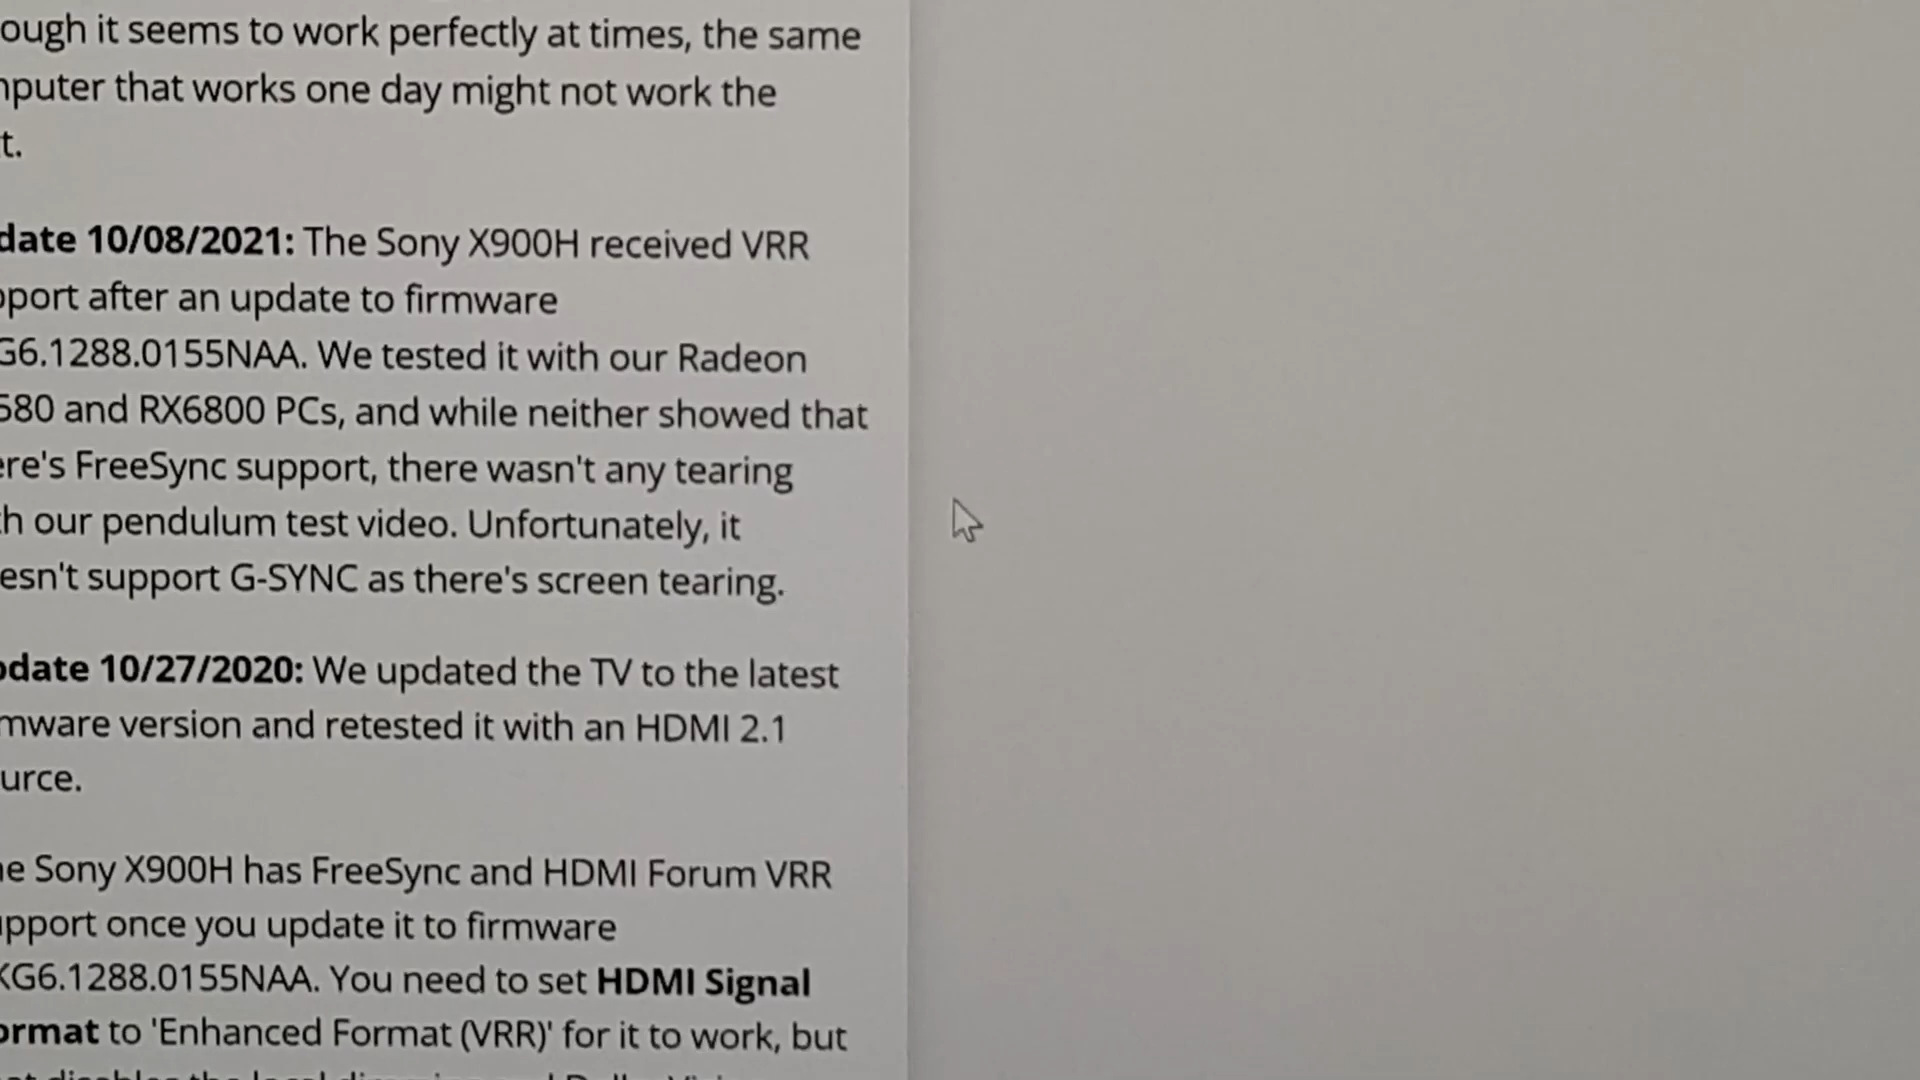 ough it seems to work perfectly at times, the same
nputer that works one day might not work the
t.
date 10/08/2021: The Sony X900H received VRR
pport after an update to firmware
G6.1288.0155NAA. We tested it with our Radeon
580 and RX6800 PCs, and while neither showed that
ere's FreeSync support, there wasn't any tearing
h our pendulum test video. Unfortunately, it
esn't support G-SYNC as there's screen tearing.
odate 10/27/2020: We updated the TV to the latest
mware version and retested it with an HDMI 2.1
urce.
he Sony X900H has FreeSync and HDMI Forum VRR
upport once you update it to firmware
KG6.1288.0155NAA. You need to set HDMI Signal
ormat to 'Enhanced Format (VRR)' for it to work, but